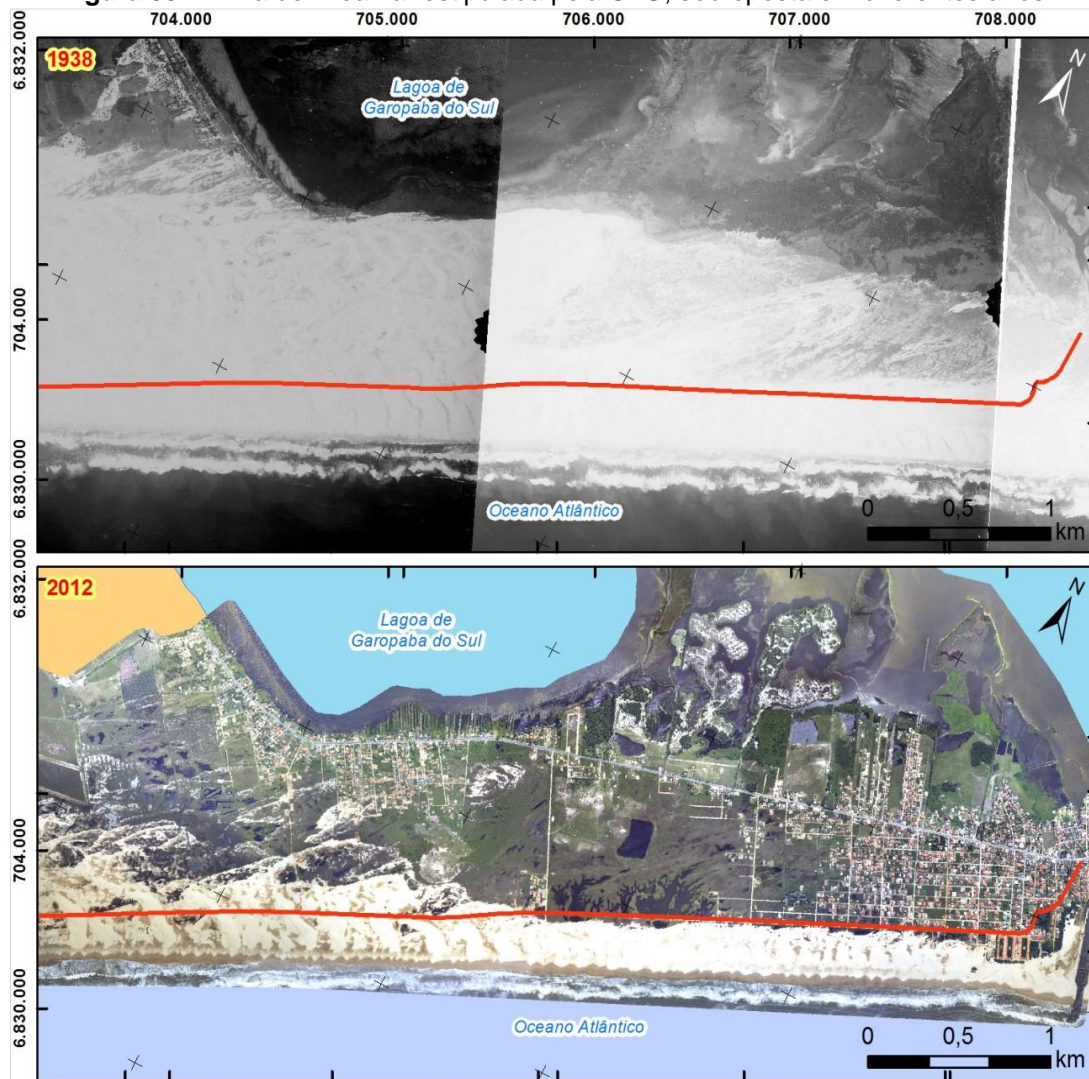 704.000 705.000 706.000 707.000 708.000
6.832.000
1938
Lagoa de
Garopaba do Sul
N
704.000
6.830.000
Oceano Atlântico
0 0,5 1
km
6.832.000
2012
Lagoa de
Garopaba do Sul
N
704.000
6.830.000
Oceano Atlântico
0 0,5 1
km